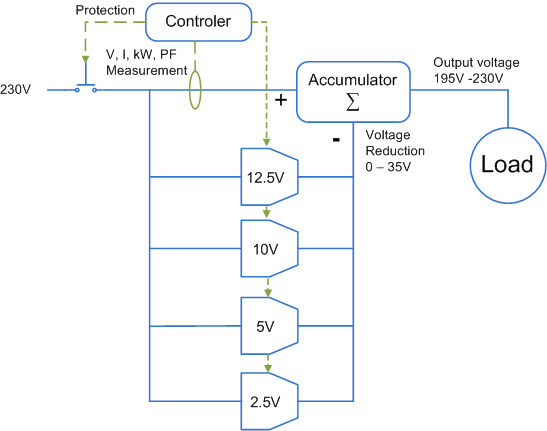 Protection
Controler
V, I, kW, PF
Measurement
230V
Accumulator
∑
+
-
Output voltage
195V -230V
Voltage
Reduction
0 – 35V
Load
12.5V
10V
5V
2.5V